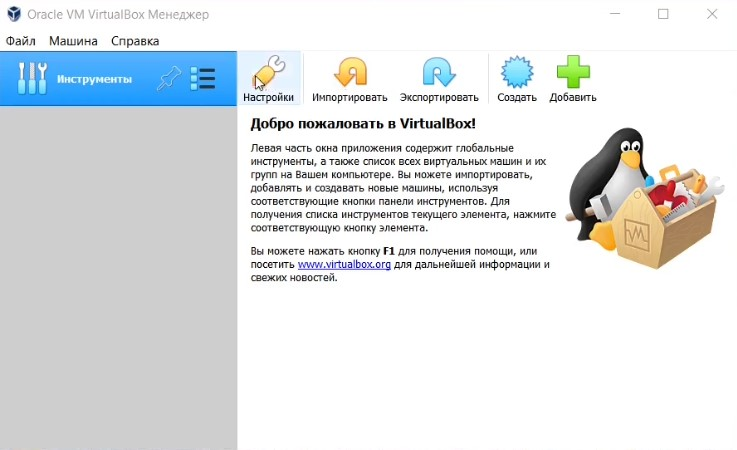 Oracle VM VirtualBox Менеджер
Файл Машина Справка
Инструменты
Настройки Импортировать Экспортировать Создать Добавить
Добро пожаловать в VirtualBox!
Левая часть окна приложения содержит глобальные
инструменты, а также список всех виртуальных машин и их
групп на Вашем компьютере. Вы можете импортировать,
добавлять и создавать новые машины, используя
соответствующие кнопки панели инструментов. Для
получения списка инструментов текущего элемента, нажмите
соответствующую кнопку элемента.
Вы можете нажать кнопку F1 для получения помощи, или
посетить www.virtualbox.org для дальнейшей информации и
свежих новостей.